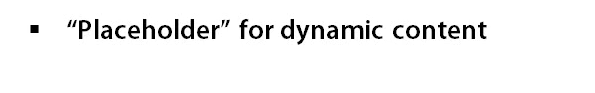 ▪ “Placeholder” for dynamic content